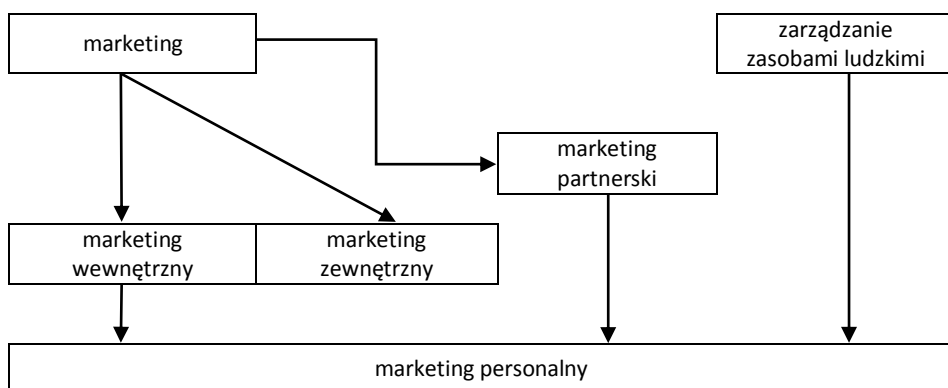 marketing
zarządzanie
zasobami ludzkimi
marketing
partnerski
marketing
wewnętrzny
marketing
zewnętrzny
marketing personalny